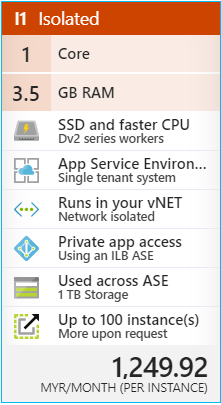 I1 Isolated
1 Core
3.5 GB RAM
SSD and faster CPU
Dv2 series workers
App Service Environ...
Single tenant system
Runs in your vNET
Network isolated
Private app access
Using an ILB ASE
Used across ASE
1 TB Storage
Up to 100 instance(s)
More upon request
1,249.92
MYR/MONTH (PER INSTANCE)